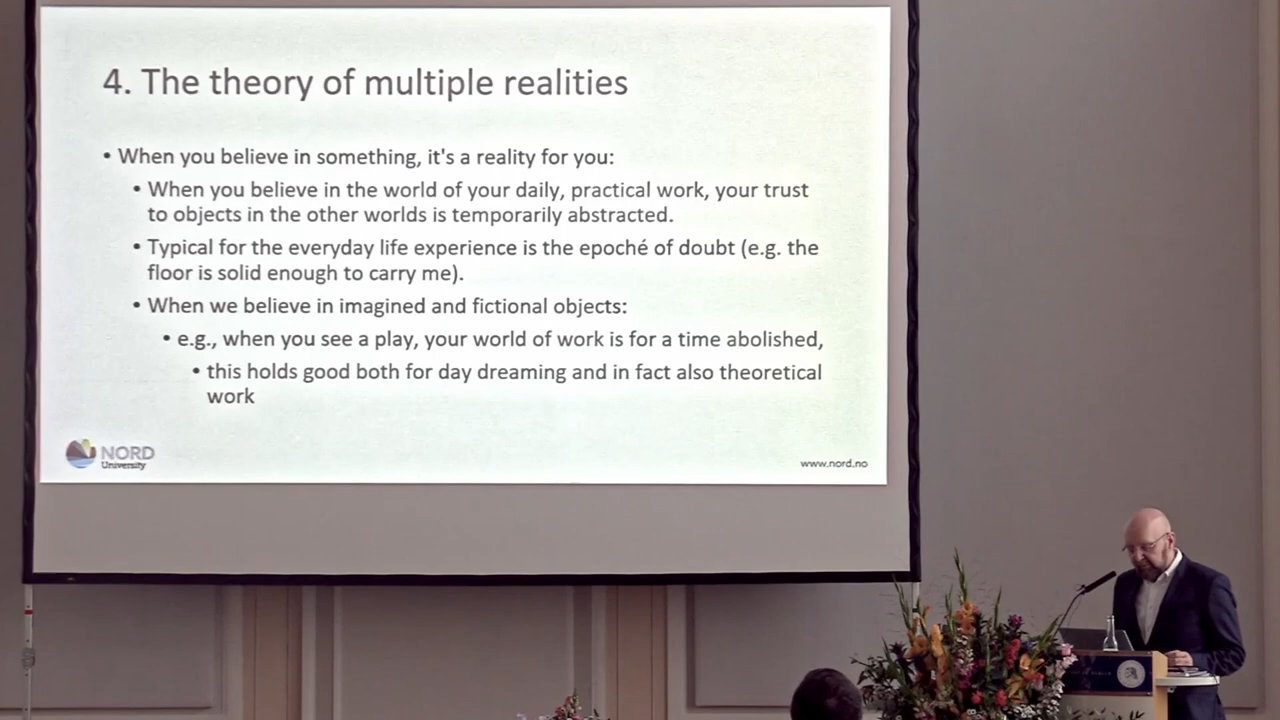 4. The theory of multiple realities
• When you believe in something, it's a reality for you:
• When you believe in the world of your daily, practical work, your trust
to objects in the other worlds is temporarily abstracted.
• Typical for the everyday life experience is the epoché of doubt (e.g. the
floor is solid enough to carry me).
• When we believe in imagined and fictional objects:
• e.g., when you see a play, your world of work is for a time abolished,
• this holds good both for day dreaming and in fact also theoretical
work
NORD
University
www.nord.no